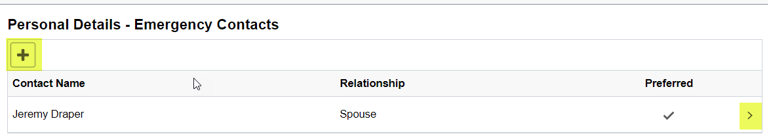 Personal Details - Emergency Contacts
Contact Name Relationship Preferred
Jeremy Draper Spouse